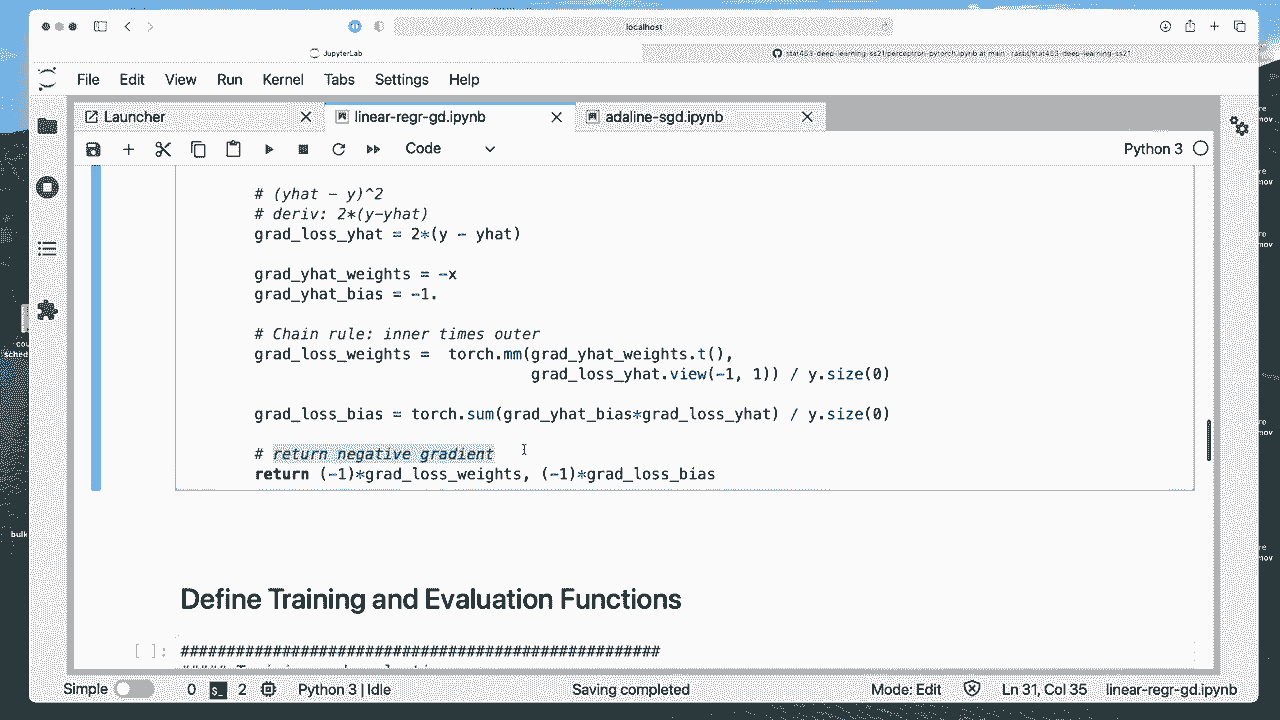 localhost
JupyterLab
stat453-deep-learning-ss21/perceptron-pytorch.ipynb at main · rasbt/stat453-deep-learning-ss21
File Edit View Run Kernel Tabs Settings Help
Launcher linear-regr-gd.ipynb adaline-sgd.ipynb
Code Python 3
# (yhat - y)^2
# deriv: 2*(y-yhat)
grad_loss_yhat = 2*(y - yhat)
grad_yhat_weights = -x
grad_yhat_bias = -1.
# Chain rule: inner times outer
grad_loss_weights =  torch.mm(grad_yhat_weights.t(),
grad_loss_yhat.view(-1, 1)) / y.size(0)
grad_loss_bias = torch.sum(grad_yhat_bias*grad_loss_yhat) / y.size(0)
# return negative gradient
return (-1)*grad_loss_weights, (-1)*grad_loss_bias
Define Training and Evaluation Functions
[ ]: ####################################################
Simple 0 2 Python 3 | Idle Saving completed Mode: Edit Ln 31, Col 35 linear-regr-gd.ipynb